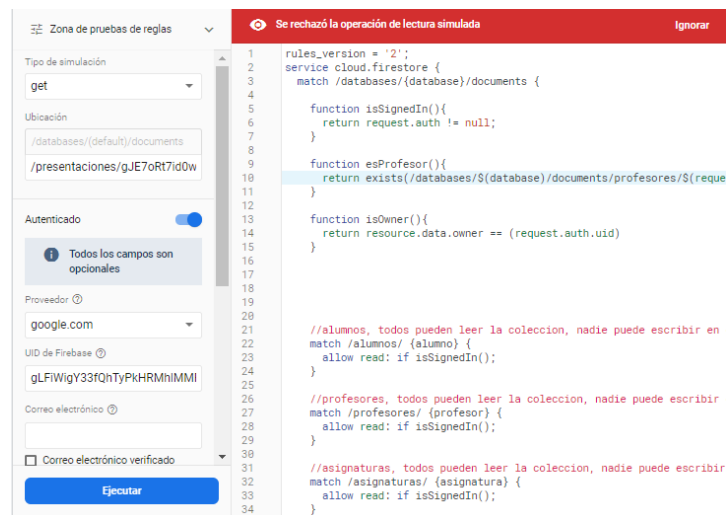 Zona de pruebas de reglas
Tipo de simulación
get
Ubicación
/databases/(default)/documents
/presentaciones/gJE7oRt7id0w
Autenticado
Todos los campos son
opcionales
Proveedor
google.com
UID de Firebase
Correo electrónico
Correo electrónico verificado
Ejecutar
Se rechazó la operación de lectura simulada Ignorar
1 rules_version = '2';
2 service cloud.firestore {
3 match /databases/{database}/documents {
4
5 function isSignedIn(){
6 return request.auth != null;
7 }
8
9 function esProfesor(){
10 return exists(/databases/$(database)/documents/profesores/$(reque
11 }
12
13 function isOwner(){
14 return resource.data.owner == (request.auth.uid)
15 }
16
17
18
19
20
21 //alumnos, todos pueden leer la coleccion, nadie puede escribir en
22 match /alumnos/ {alumno} {
23 allow read: if isSignedIn();
24 }
25
26 //profesores, todos pueden leer la coleccion, nadie puede escribir
27 match /profesores/ {profesor} {
28 allow read: if isSignedIn();
29 }
30
31 //asignaturas, todos pueden leer la coleccion, nadie puede escribir
32 match /asignaturas/ {asignatura} {
33 allow read: if isSignedIn();
34 }